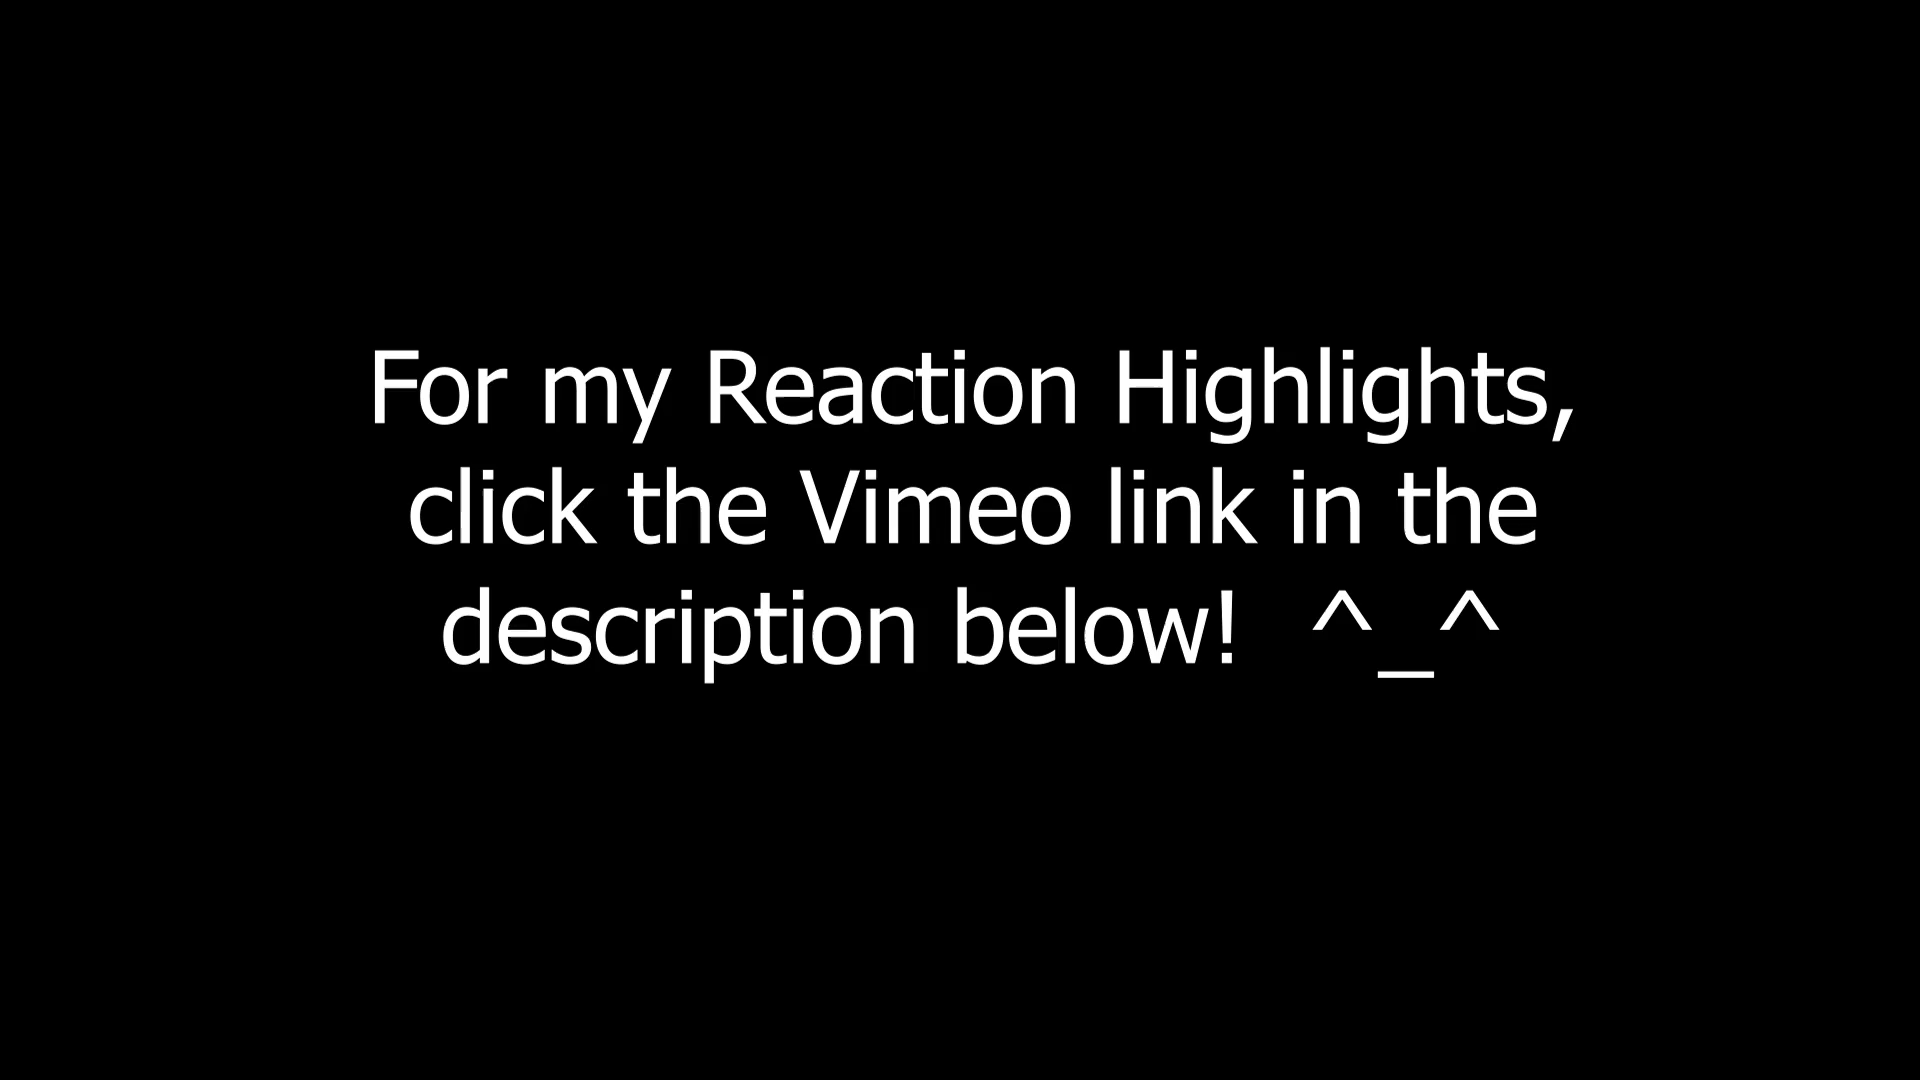 For my Reaction Highlights,
click the Vimeo link in the
description below!  ^_^